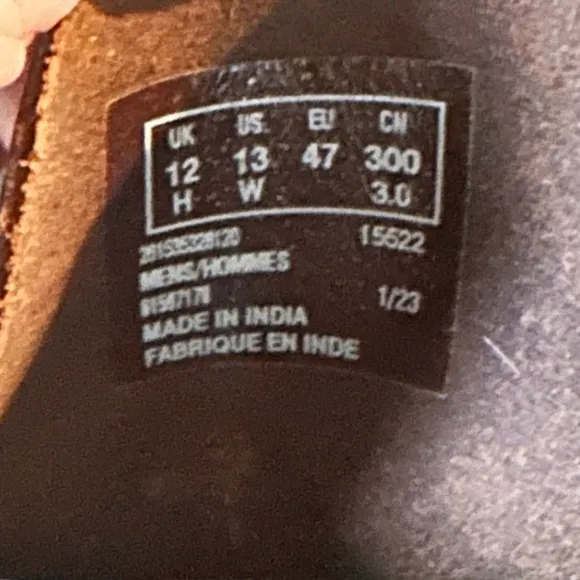 UK US EU CN
12 13 47 300
H W 3.0
15522
MENS/HOMMES
1/23
MADE IN INDIA
FABRIQUE EN INDE